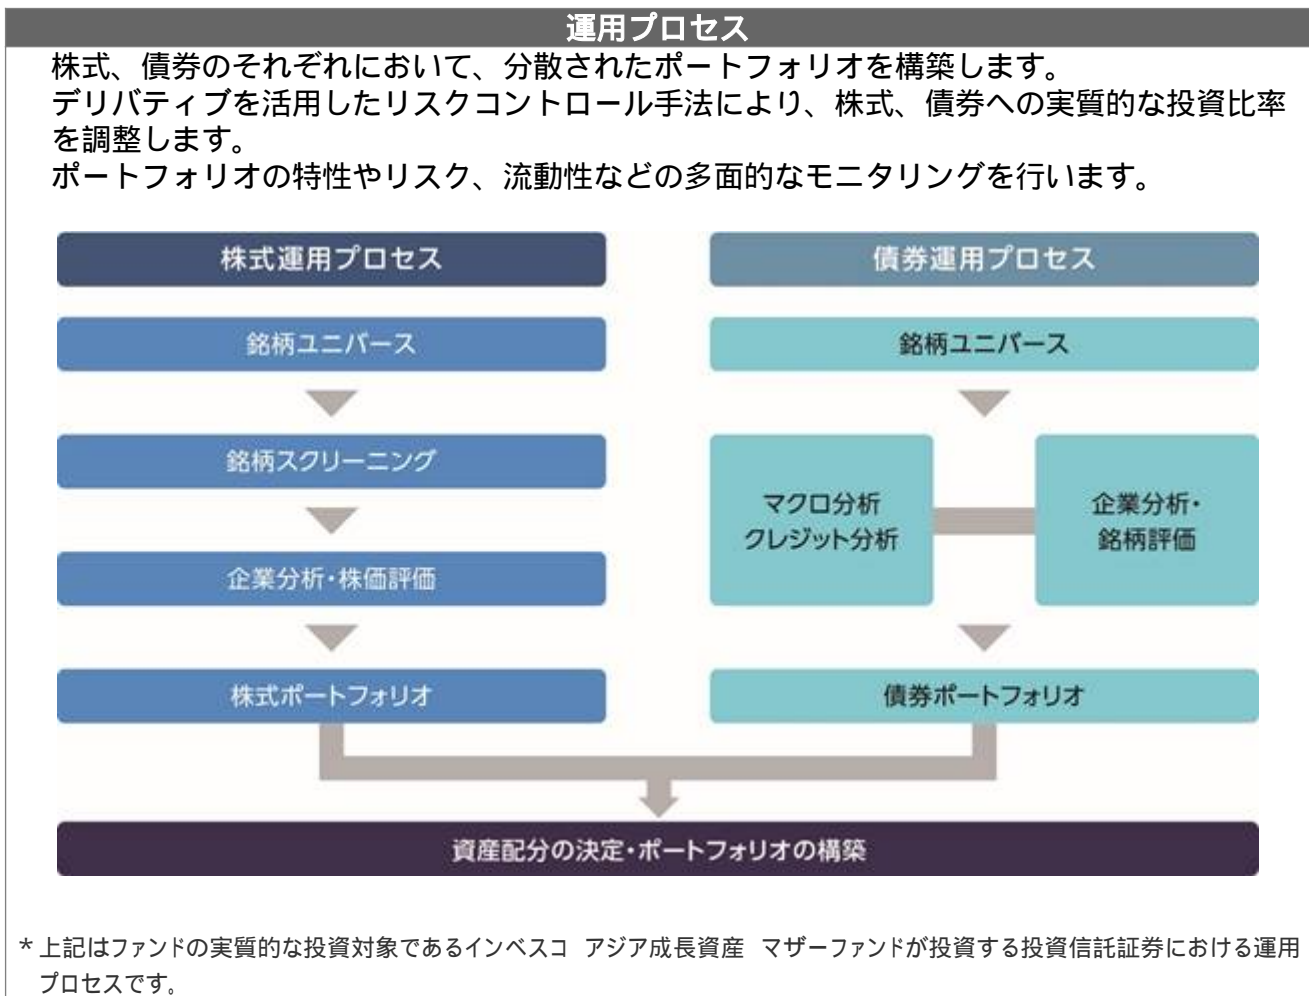 運用プロセス
株式、債券のそれぞれにおいて、分散されたポートフォリオを構築します。
デリバティブを活用したリスクコントロール手法により、株式、債券への実質的な投資比率
を調整します。
ポートフォリオの特性やリスク、流動性などの多面的なモニタリングを行います。
株式運用プロセス
銘柄ユニバース
銘柄スクリーニング
企業分析・株価評価
株式ポートフォリオ
債券運用プロセス
銘柄ユニバース
マクロ分析
クレジット分析
企業分析・
銘柄評価
債券ポートフォリオ
資産配分の決定・ポートフォリオの構築
* 上記はファンドの実質的な投資対象であるインベスコ アジア成長資産 マザーファンドが投資する投資信託証券における運用
プロセスです。